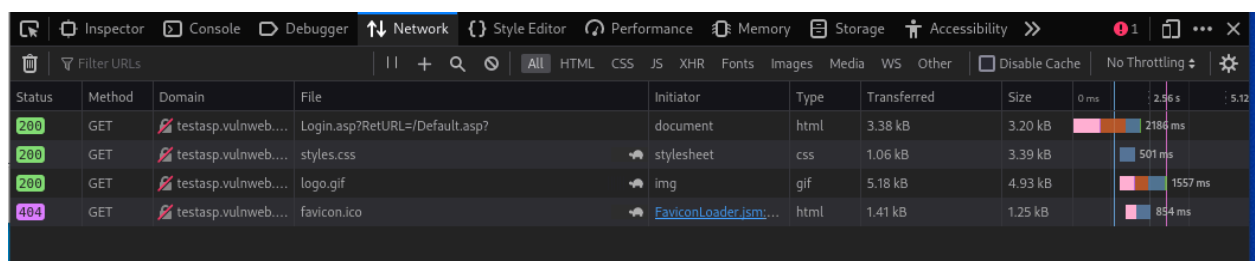 Inspector Console Debugger Network Style Editor Performance Memory Storage Accessibility 1
Filter URLs All HTML CSS JS XHR Fonts Images Media WS Other Disable Cache No Throttling
Status Method Domain File Initiator Type Transferred Size 0 ms 2.56 s 5.12
200 GET testasp.vulnweb.... Login.asp?RetURL=/Default.asp? document html 3.38 kB 3.20 kB 2186 ms
200 GET testasp.vulnweb.... styles.css stylesheet css 1.06 kB 3.39 kB 501 ms
200 GET testasp.vulnweb.... logo.gif img gif 5.18 kB 4.93 kB 1557 ms
404 GET testasp.vulnweb.... favicon.ico FaviconLoader.jsm:... html 1.41 kB 1.25 kB 854 ms